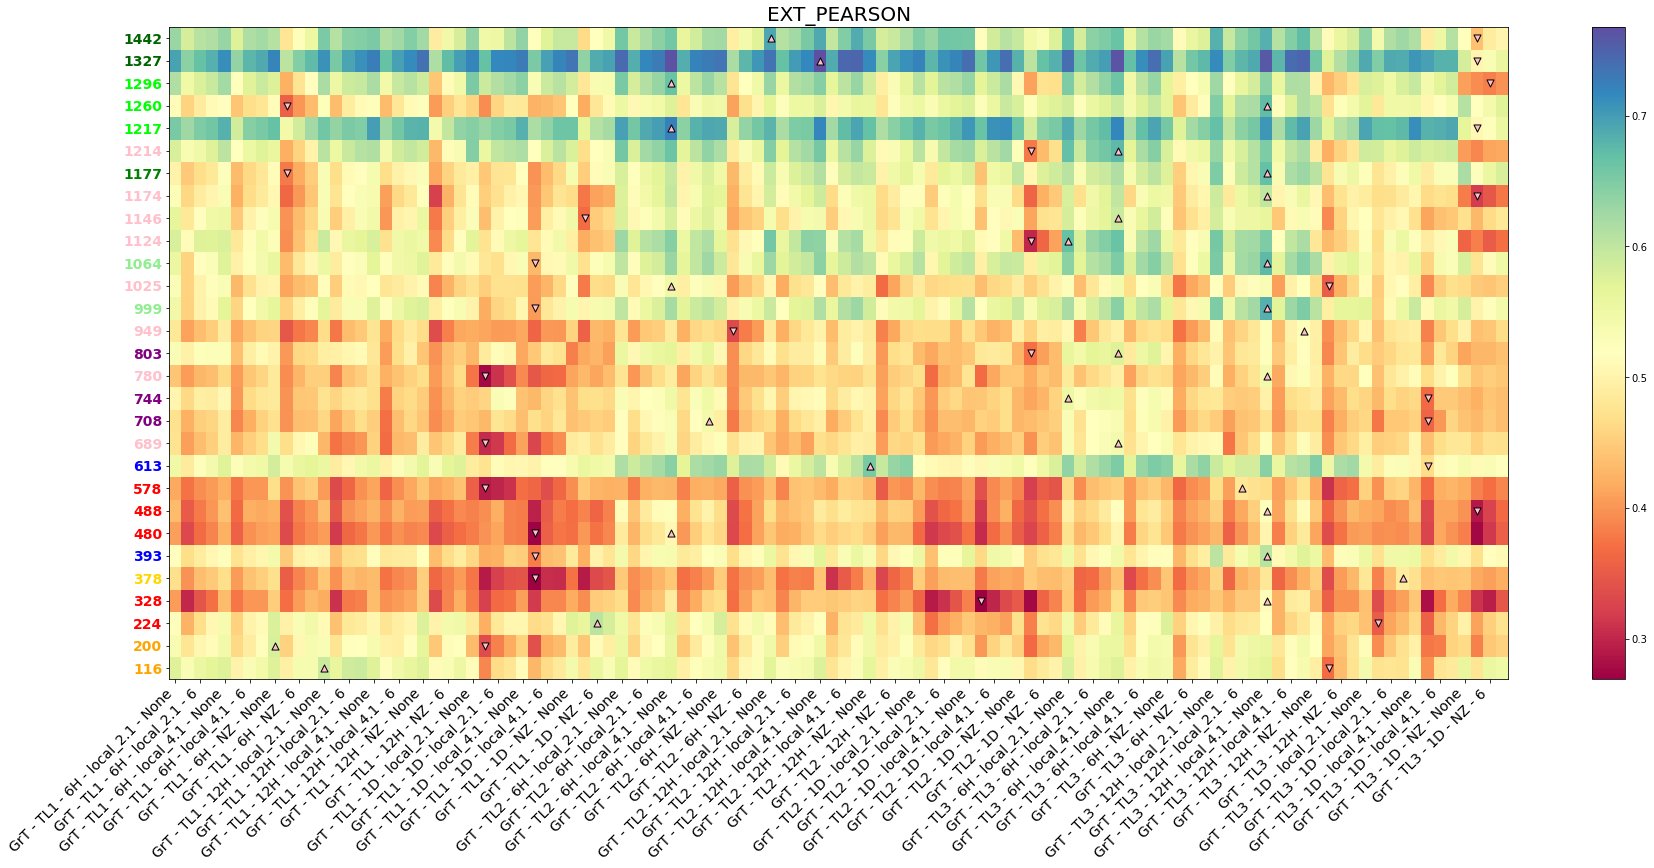 EXT_PEARSON
1442
1327
1296
1260
1217
1214
1177
1174
1146
1124
1064
1025
999
949
803
780
744
708
689
613
578
488
480
393
378
328
224
200
116
0.7
0.6
0.5
0.4
0.3
GrT - TL1 - 6H - local_2.1 - None
GrT - TL1 - 6H - local_2.1 - 6
GrT - TL1 - 6H - local_4.1 - None
GrT - TL1 - 6H - local_4.1 - 6
GrT - TL1 - 6H - NZ - None
GrT - TL1 - 6H - NZ - 6
GrT - TL1 - 12H - local_2.1 - None
GrT - TL1 - 12H - local_2.1 - 6
GrT - TL1 - 12H - local_4.1 - None
GrT - TL1 - 12H - local_4.1 - 6
GrT - TL1 - 12H - NZ - None
GrT - TL1 - 12H - NZ - 6
GrT - TL1 - 1D - local_2.1 - None
GrT - TL1 - 1D - local_2.1 - 6
GrT - TL1 - 1D - local_4.1 - None
GrT - TL1 - 1D - local_4.1 - 6
GrT - TL1 - 1D - NZ - None
GrT - TL1 - 1D - NZ - 6
GrT - TL2 - 6H - local_2.1 - None
GrT - TL2 - 6H - local_2.1 - 6
GrT - TL2 - 6H - local_4.1 - None
GrT - TL2 - 6H - local_4.1 - 6
GrT - TL2 - 6H - NZ - None
GrT - TL2 - 6H - NZ - 6
GrT - TL2 - 12H - local_2.1 - None
GrT - TL2 - 12H - local_2.1 - 6
GrT - TL2 - 12H - local_4.1 - None
GrT - TL2 - 12H - local_4.1 - 6
GrT - TL2 - 12H - NZ - None
GrT - TL2 - 12H - NZ - 6
GrT - TL2 - 1D - local_2.1 - None
GrT - TL2 - 1D - local_2.1 - 6
GrT - TL2 - 1D - local_4.1 - None
GrT - TL2 - 1D - local_4.1 - 6
GrT - TL2 - 1D - NZ - None
GrT - TL2 - 1D - NZ - 6
GrT - TL3 - 6H - local_2.1 - None
GrT - TL3 - 6H - local_2.1 - 6
GrT - TL3 - 6H - local_4.1 - None
GrT - TL3 - 6H - local_4.1 - 6
GrT - TL3 - 6H - NZ - None
GrT - TL3 - 6H - NZ - 6
GrT - TL3 - 12H - local_2.1 - None
GrT - TL3 - 12H - local_2.1 - 6
GrT - TL3 - 12H - local_4.1 - None
GrT - TL3 - 12H - local_4.1 - 6
GrT - TL3 - 12H - NZ - None
GrT - TL3 - 12H - NZ - 6
GrT - TL3 - 1D - local_2.1 - None
GrT - TL3 - 1D - local_2.1 - 6
GrT - TL3 - 1D - local_4.1 - None
GrT - TL3 - 1D - local_4.1 - 6
GrT - TL3 - 1D - NZ - None
GrT - TL3 - 1D - NZ - 6